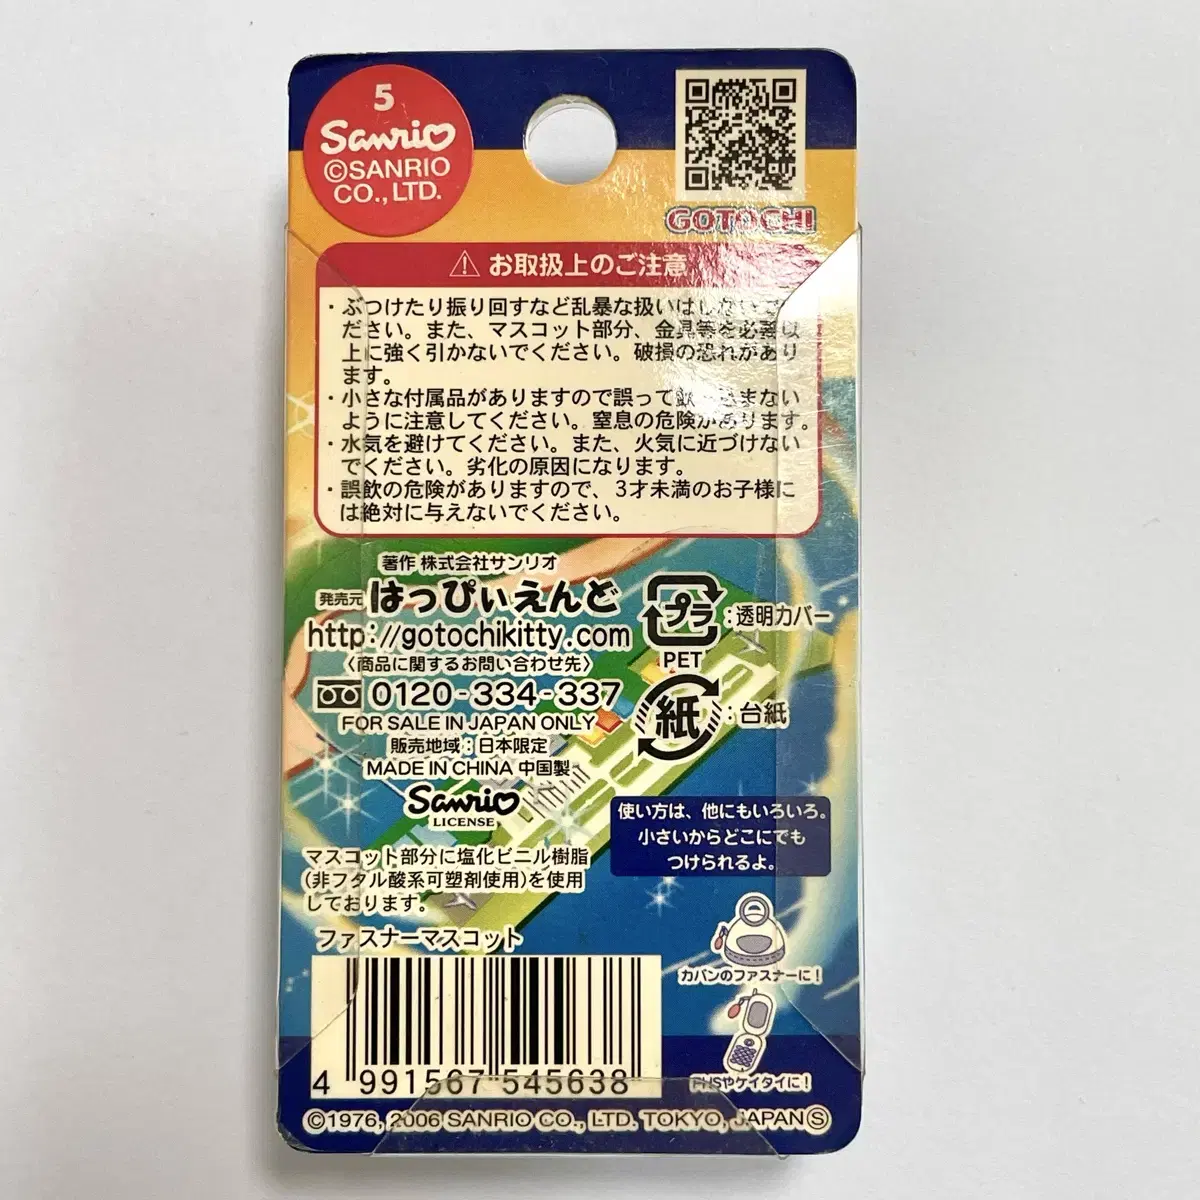 5
Sanrio
©SANRIO
CO., LTD.
GOTOCHI
⚠ お取扱上のご注意
・ぶつけたり振り回すなど乱暴な扱いはしないでく
ださい。また、マスコット部分、金具等を必要以
上に強く引かないでください。破損の恐れがあり
ます。
・小さな付属品がありますので誤って飲み込まない
ように注意してください。窒息の危険があります。
・水気を避けてください。また、火気に近づけない
でください。劣化の原因になります。
・誤飲の危険がありますので、3才未満のお子様に
は絶対に与えないでください。
著作 株式会社サンリオ
発売元 はっぴぃえんど
http://gotochikitty.com
〈商品に関するお問い合わせ先〉
0120-334-337
FOR SALE IN JAPAN ONLY
販売地域：日本限定
MADE IN CHINA 中国製
Sanrio
LICENSE
プラ：透明カバー
PET
紙：台紙
使い方は、他にもいろいろ。
小さいからどこにでも
つけられるよ。
マスコット部分に塩化ビニル樹脂
(非フタル酸系可塑剤使用)を使用
しております。
ファスナーマスコット
カバンのファスナーに！
PHSやケイタイに！
4 991567 545638
©1976, 2006 SANRIO CO., LTD. TOKYO, JAPAN Ⓢ